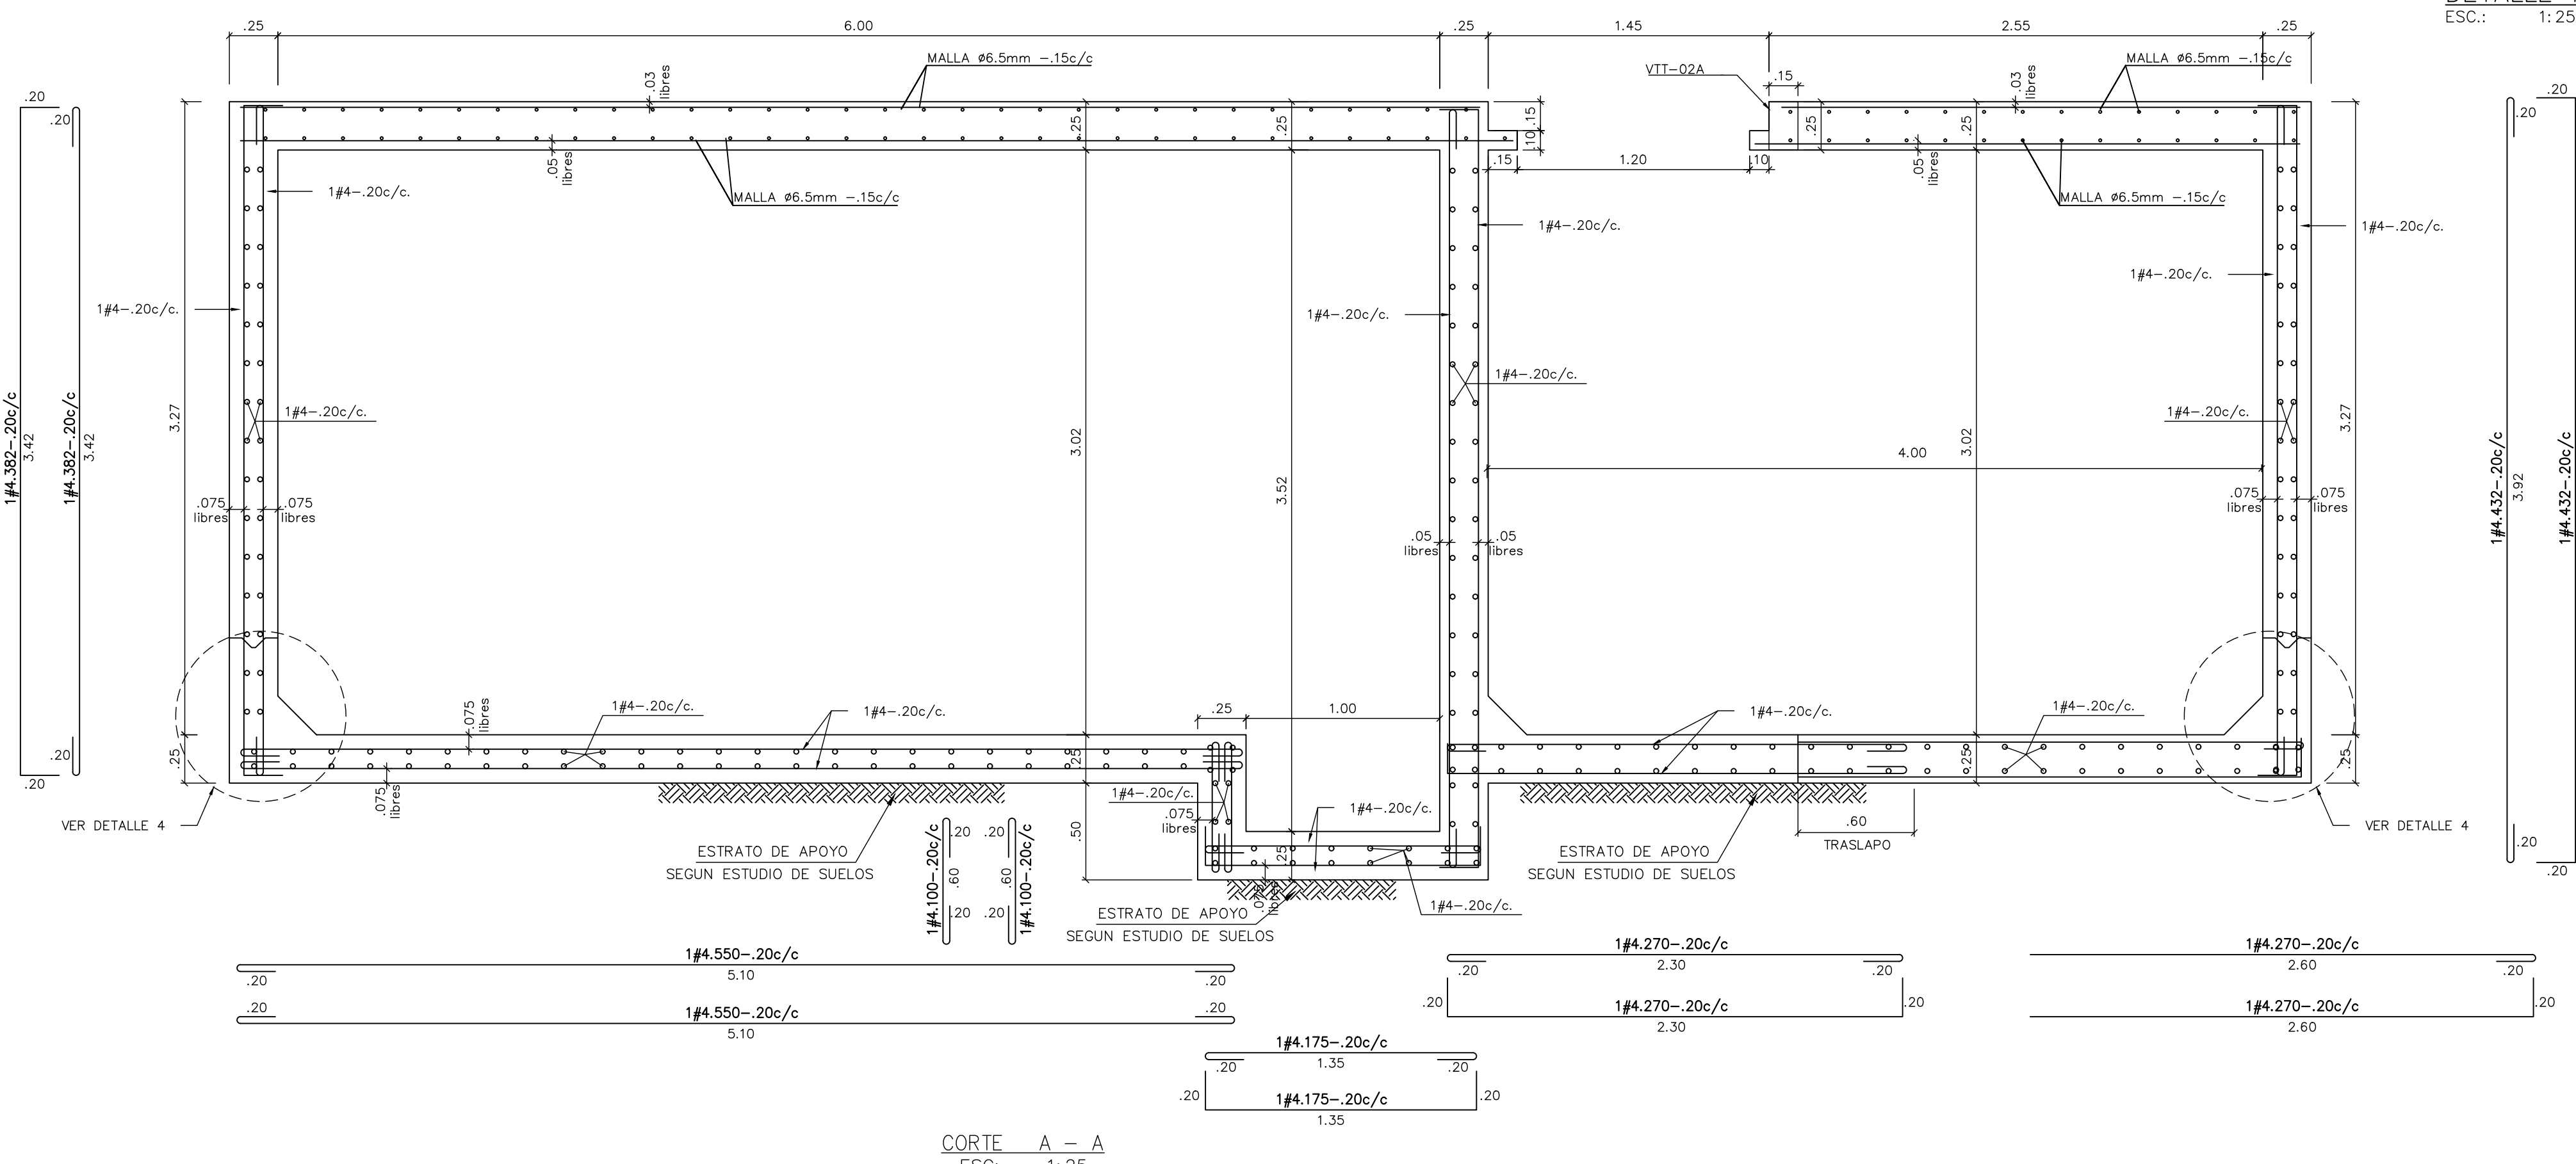 ESC.: 1:25
.25
6.00
.25
1.45
2.55
.25
MALLA Ø6.5mm –.15c/c
.03
libres
VTT–02A
.15
.03
libres
MALLA Ø6.5mm –.15c/c
.20
.20
.20
.20
.25
.25
.15
.10
.25
.25
.05
libres
.15
1.20
.10
.05
libres
1#4–.20c/c.
MALLA Ø6.5mm –.15c/c
MALLA Ø6.5mm –.15c/c
1#4–.20c/c.
1#4–.20c/c.
1#4–.20c/c.
1#4–.20c/c.
1#4–.20c/c.
1#4–.20c/c.
1#4–.20c/c.
1#4–.20c/c.
1#4–.20c/c.
1#4.382–.20c/c
3.42
1#4.382–.20c/c
3.42
3.27
3.02
3.52
4.00
3.02
3.27
1#4.432–.20c/c
3.92
1#4.432–.20c/c
.075
libres
.075
libres
.05
libres
.05
libres
.075
libres
.075
libres
.075
libres
1#4–.20c/c.
1#4–.20c/c.
.25
1.00
1#4–.20c/c.
1#4–.20c/c.
.20
.20
.25
.25
.25
.25
.075
libres
1#4–.20c/c.
.075
libres
1#4–.20c/c.
VER DETALLE 4
.50
.25
.60
TRASLAPO
VER DETALLE 4
.20
.20
ESTRATO DE APOYO
SEGUN ESTUDIO DE SUELOS
1#4.100–.20c/c
.20
.60
.20
.20
.60
.20
1#4.100–.20c/c
.075
libres
ESTRATO DE APOYO
SEGUN ESTUDIO DE SUELOS
1#4–.20c/c.
ESTRATO DE APOYO
SEGUN ESTUDIO DE SUELOS
1#4.550–.20c/c
.20
5.10
.20
.20
1#4.550–.20c/c
.20
5.10
1#4.270–.20c/c
.20
2.30
.20
1#4.270–.20c/c
2.60
.20
.20
1#4.270–.20c/c
.20
2.30
1#4.270–.20c/c
.20
2.60
1#4.175–.20c/c
.20
1.35
.20
.20
1#4.175–.20c/c
.20
1.35
CORTE A – A